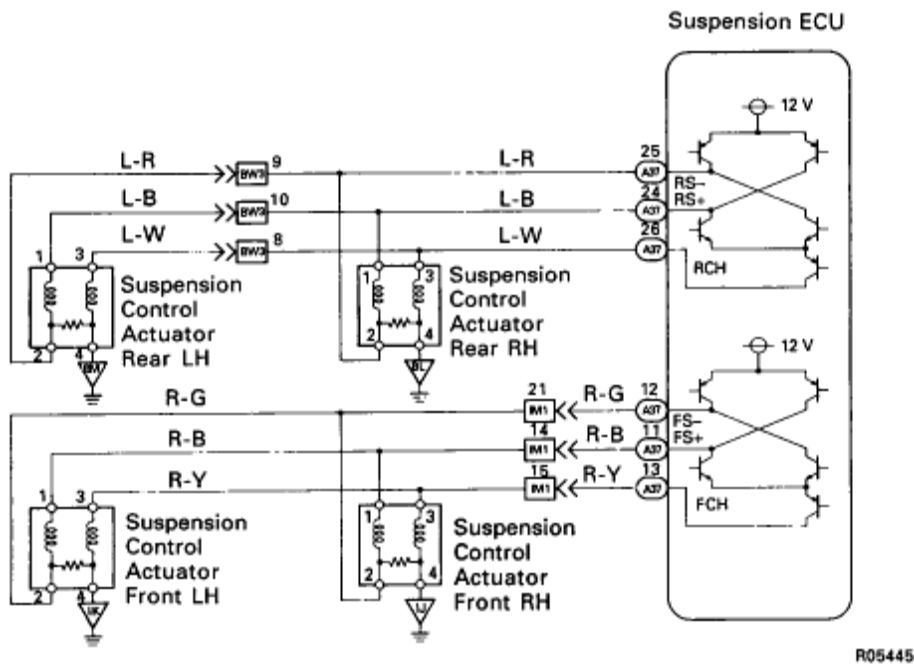 Suspension ECU
12 V
L-R
9
BW3
L-R
25
A37
RS-
L-B
10
BW3
L-B
24
A37
RS+
L-W
8
BW3
L-W
26
A37
RCH
1
3
2
4
Suspension
Control
Actuator
Rear LH
BM
1
3
2
4
Suspension
Control
Actuator
Rear RH
BL
12 V
R-G
21
IM1
R-G
12
A37
FS-
R-B
14
IM1
R-B
11
A37
FS+
R-Y
15
IM1
R-Y
13
A37
FCH
1
3
2
4
Suspension
Control
Actuator
Front LH
1
3
2
4
Suspension
Control
Actuator
Front RH
R05445